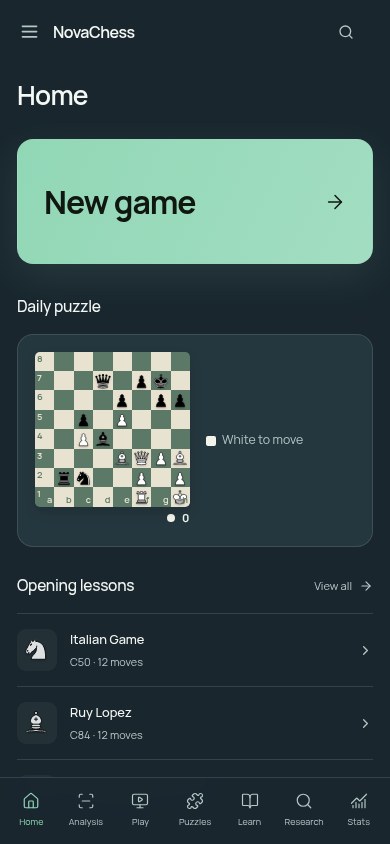 NovaChess
Home
New game
Daily puzzle
8
7
6
5
4
3
2
1 a b c d e g
White to move
0
Opening lessons
View all
Italian Game
C50 · 12 moves
Ruy Lopez
C84 · 12 moves
Home Analysis Play Puzzles Learn Research Stats